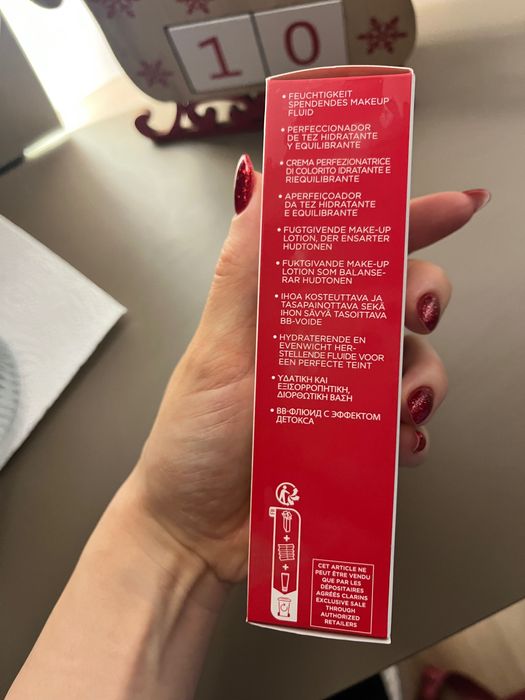 1 0
• FEUCHTIGKEIT
SPENDENDES MAKEUP
FLUID
• PERFECCIONADOR
DE TEZ HIDRATANTE
Y EQUILIBRANTE
• CREMA PERFEZIONATRICE
DI COLORITO IDRATANTE E
RIEQUILIBRANTE
• APERFEIÇOADOR
DA TEZ HIDRATANTE
E EQUILIBRANTE
• FUGTGIVENDE MAKE-UP
LOTION, DER ENSARTER
HUDTONEN
• FUKTGIVANDE MAKE-UP
LOTION SOM BALANSE-
RAR HUDTONEN
• IHOA KOSTEUTTAVA JA
TASAPAINOTTAVA SEKÄ
IHON SÄVYÄ TASOITTAVA
BB-VOIDE
• HYDRATERENDE EN
EVENWICHT HER-
STELLENDE FLUIDE VOOR
EEN PERFECTE TEINT
• ΥΔΑΤΙΚΗ ΚΑΙ
ΕΞΙΣΟΡΡΟΠΗΤΙΚΗ,
ΔΙΟΡΘΩΤΙΚΗ ΒΑΣΗ
• BB-ФЛЮИД С ЭФФЕКТОМ
ДЕТОКСА
+
+
CET ARTICLE NE
PEUT ÊTRE VENDU
QUE PAR LES
DÉPOSITAIRES
AGRÉÉS CLARINS
EXCLUSIVE SALE
THROUGH
AUTHORIZED
RETAILERS